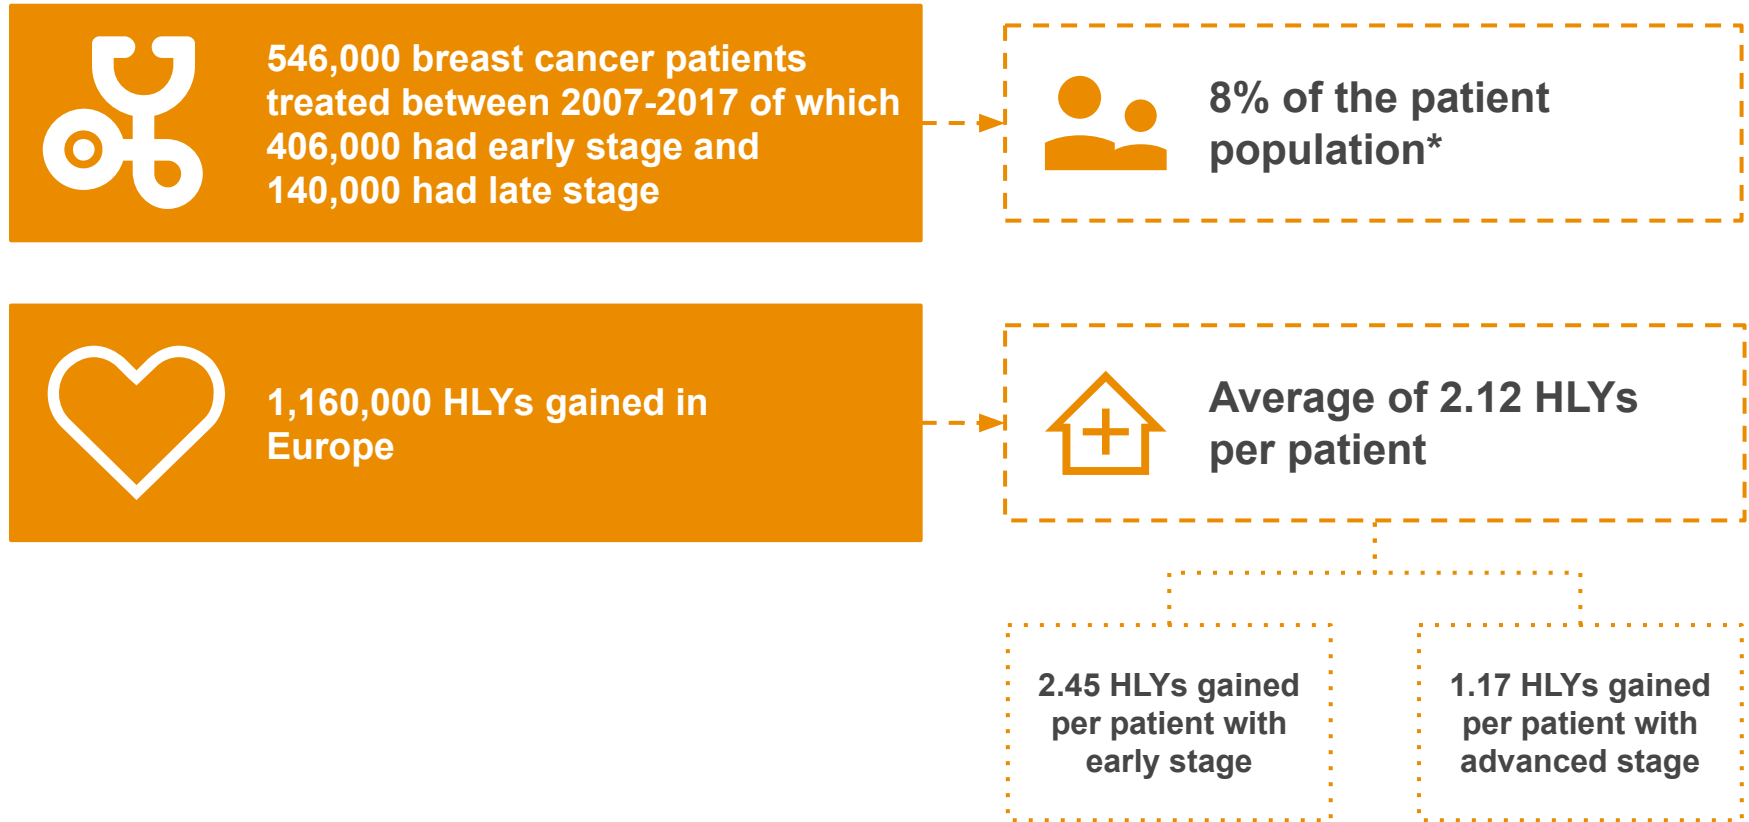 546,000 breast cancer patients
treated between 2007-2017 of which
406,000 had early stage and
140,000 had late stage
8% of the patient
population*
1,160,000 HLYs gained in
Europe
Average of 2.12 HLYs
per patient
2.45 HLYs gained
per patient with
early stage
1.17 HLYs gained
per patient with
advanced stage